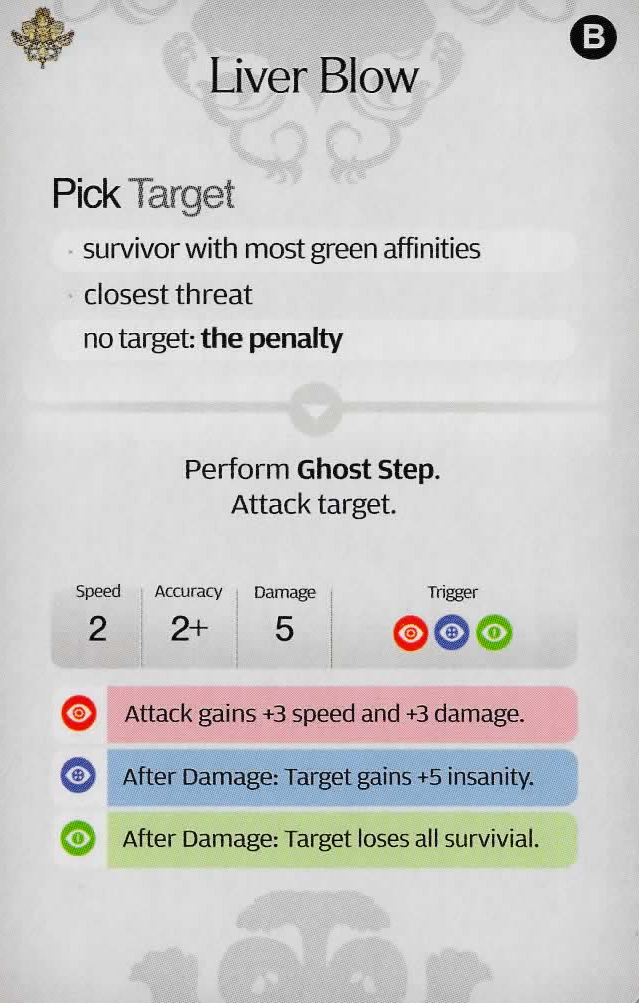 B
Liver Blow
Pick Target
· survivor with most green affinities
· closest threat
no target: the penalty
Perform Ghost Step.
Attack target.
Speed Accuracy Damage Trigger
2 2+ 5
Attack gains +3 speed and +3 damage.
After Damage: Target gains +5 insanity.
After Damage: Target loses all survivial.